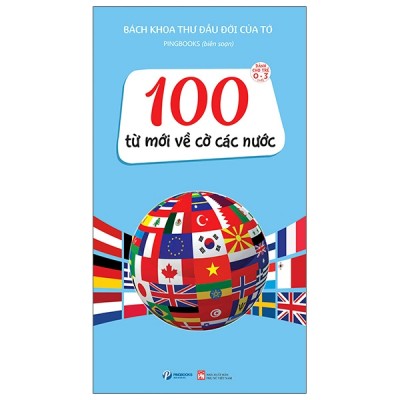 BÁCH KHOA THƯ ĐẦU ĐỜI CỦA TỚ
PINGBOOKS (biên soạn)
DÀNH CHO TRẺ
0-3
100
từ mới về cờ các nước
PINGBOOKS